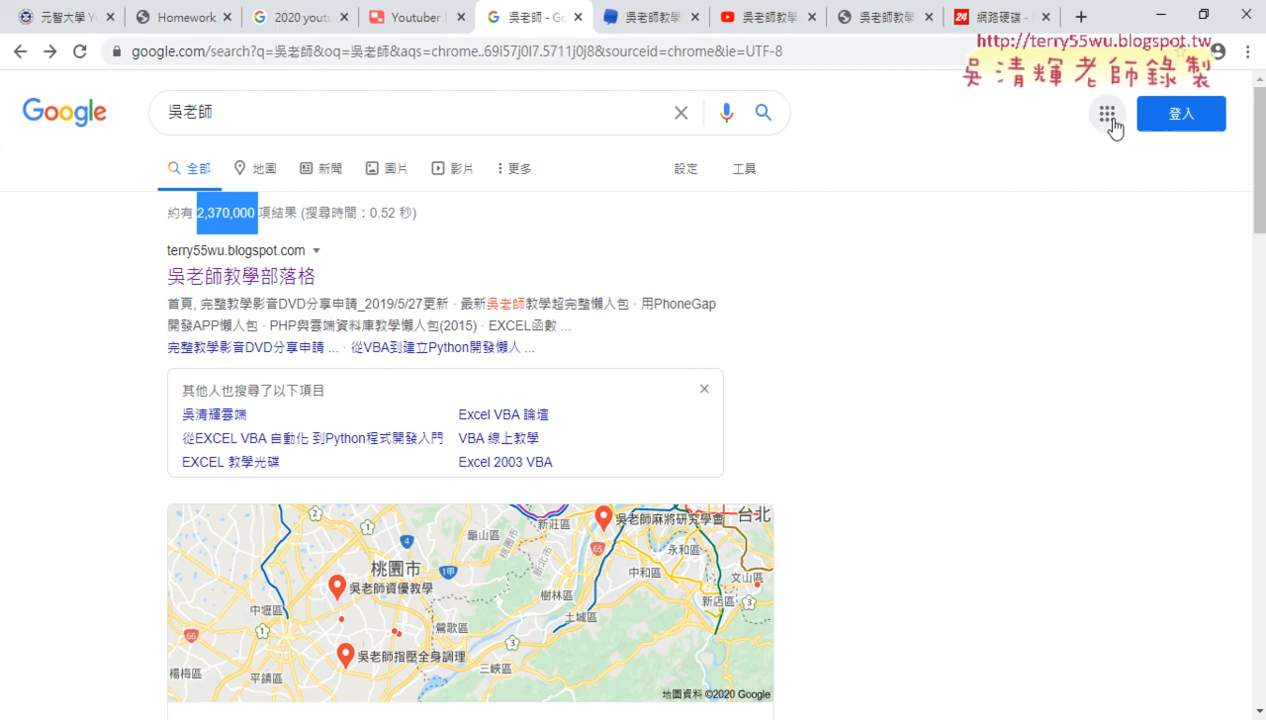 元智大學 Y
Homework
2020 yout
Youtuber
吳老師 - Go
吳老師教學
吳老師教學
吳老師教學
24
網路硬碟 -
google.com/search?q=吳老師&oq=吳老師&aqs=chrome..69i57j0l7.5711j0j8&sourceid=chrome&ie=UTF-8
http://terry55wu.blogspot.tw
吳清輝老師錄製
Google
吳老師
登入
全部
地圖
新聞
圖片
影片
更多
設定
工具
約有 2,370,000 項結果 (搜尋時間：0.52 秒)
terry55wu.blogspot.com
吳老師教學部落格
首頁, 完整教學影音DVD分享申請_2019/5/27更新 · 最新吳老師教學超完整懶人包 · 用PhoneGap
開發APP懶人包 · PHP與雲端資料庫教學懶人包(2015) · EXCEL函數 ...
完整教學影音DVD分享申請 ... · 從VBA到建立Python開發懶人 ...
其他人也搜尋了以下項目
吳清輝雲端
Excel VBA 論壇
從EXCEL VBA 自動化 到Python程式開發入門
VBA 線上教學
EXCEL 教學光碟
Excel 2003 VBA
2
1
新莊區
吳老師麻將研究學會
台北
龜山區
4
65
永和區
桃園市
新北市
1甲
中和區
文山區
吳老師資優教學
樹林區
新店區
3
中壢區
土城區
1
鶯歌區
3
66
吳老師指壓全身調理
三峽區
楊梅區
平鎮區
地圖資料 ©2020 Google